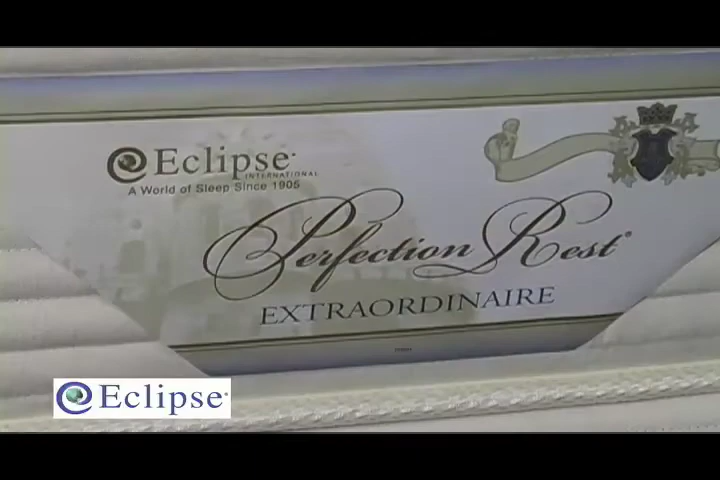 Eclipse
INTERNATIONAL
A World of Sleep Since 1905
Perfection Rest®
EXTRAORDINAIRE
Eclipse